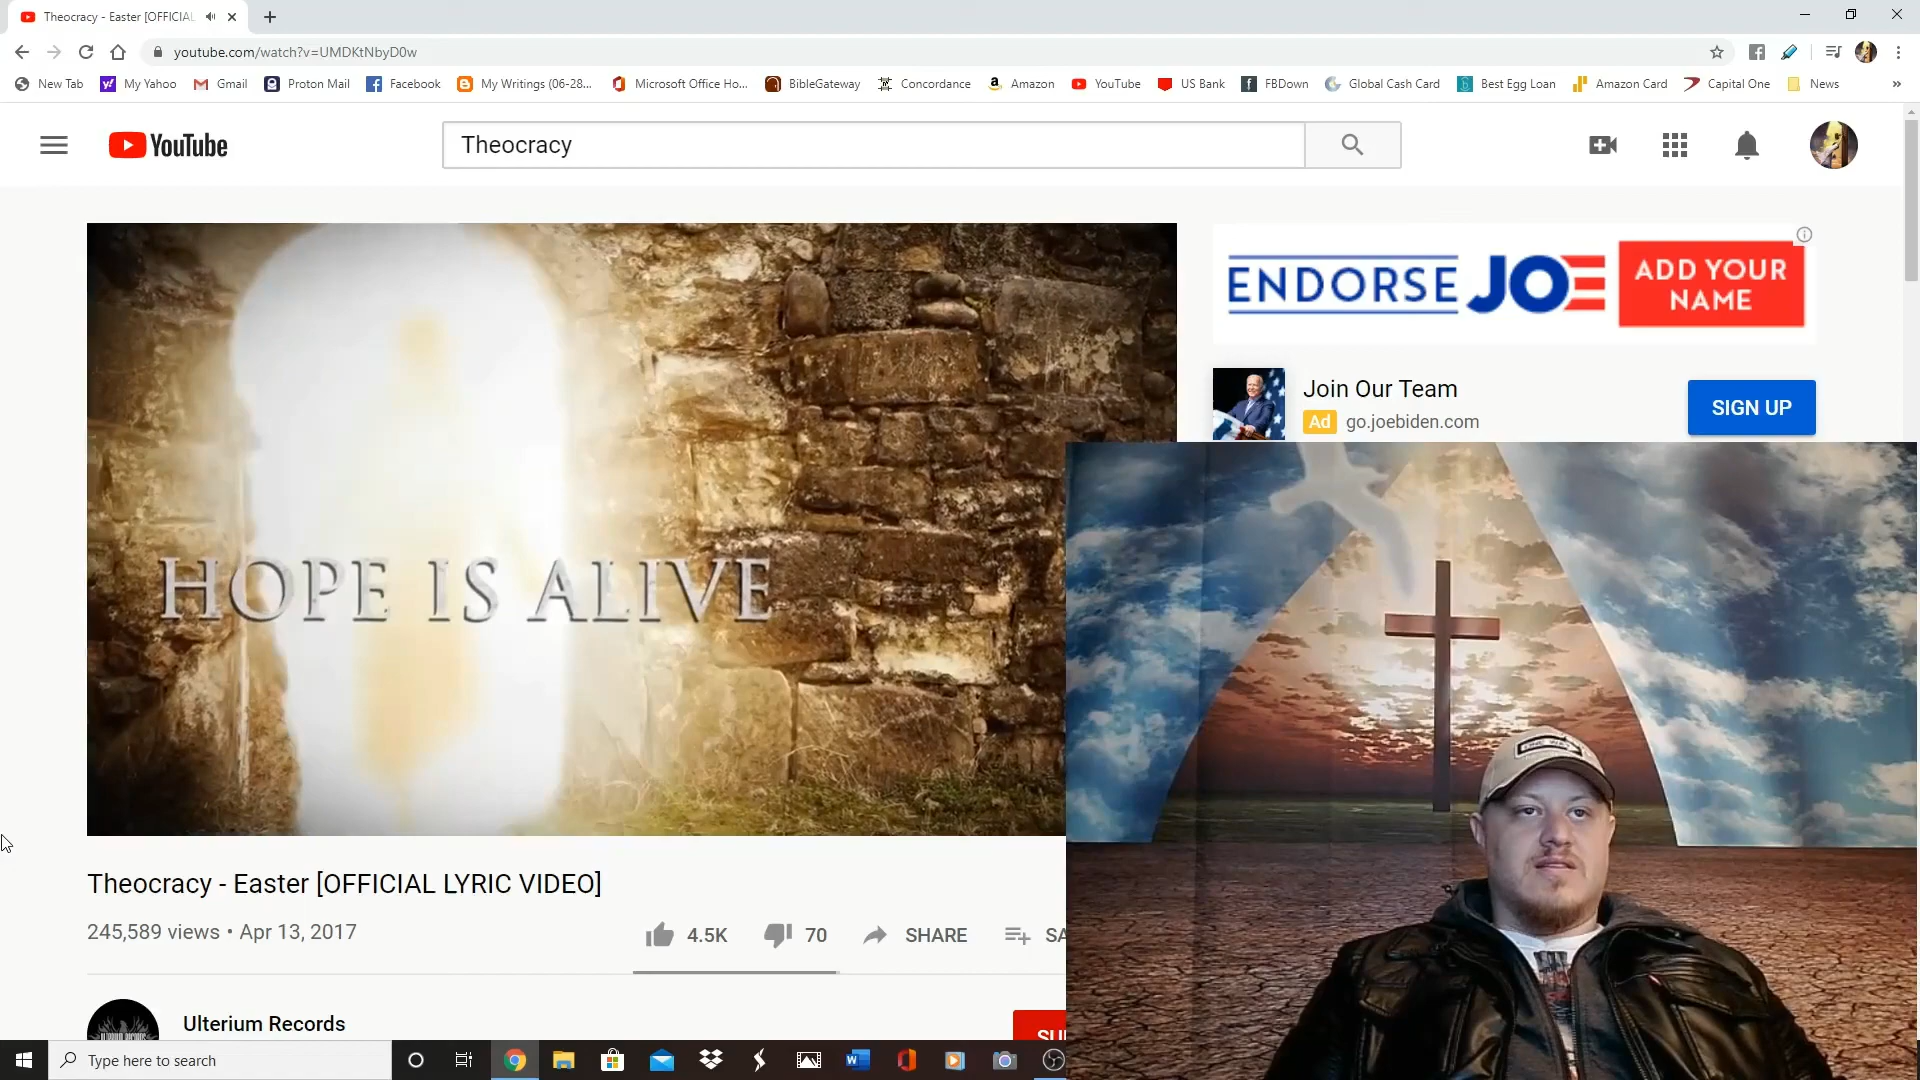 Theocracy - Easter [OFFICIAL
youtube.com/watch?v=UMDKtNbyD0w
New Tab
My Yahoo
Gmail
Proton Mail
Facebook
My Writings (06-28...
Microsoft Office Ho...
BibleGateway
Concordance
Amazon
YouTube
US Bank
FBDown
Global Cash Card
Best Egg Loan
Amazon Card
Capital One
News
YouTube
Theocracy
ENDORSE JOE
ADD YOUR
NAME
Join Our Team
Ad go.joebiden.com
SIGN UP
HOPE IS ALIVE
ONE WAY
Theocracy - Easter [OFFICIAL LYRIC VIDEO]
245,589 views • Apr 13, 2017
4.5K
70
SHARE
SA
Ulterium Records
SU
Type here to search